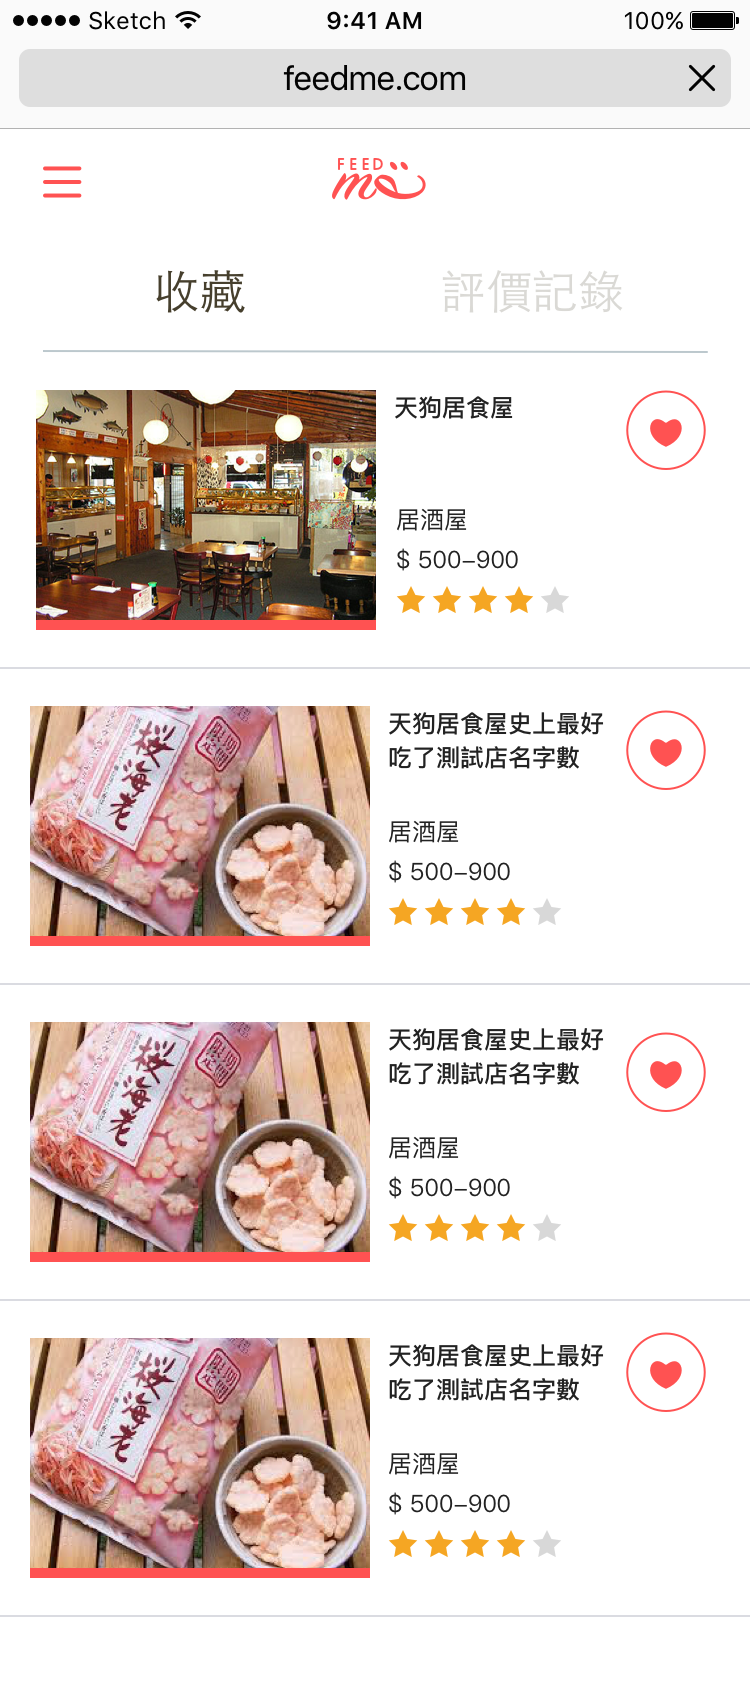 Sketch 9:41 AM 100%
feedme.com
FEED
me
收藏 評價記錄
天狗居食屋
居酒屋
$ 500–900
桜
海老
天狗居食屋史上最好
吃了測試店名字數
居酒屋
$ 500–900
桜
海老
天狗居食屋史上最好
吃了測試店名字數
居酒屋
$ 500–900
桜
海老
天狗居食屋史上最好
吃了測試店名字數
居酒屋
$ 500–900